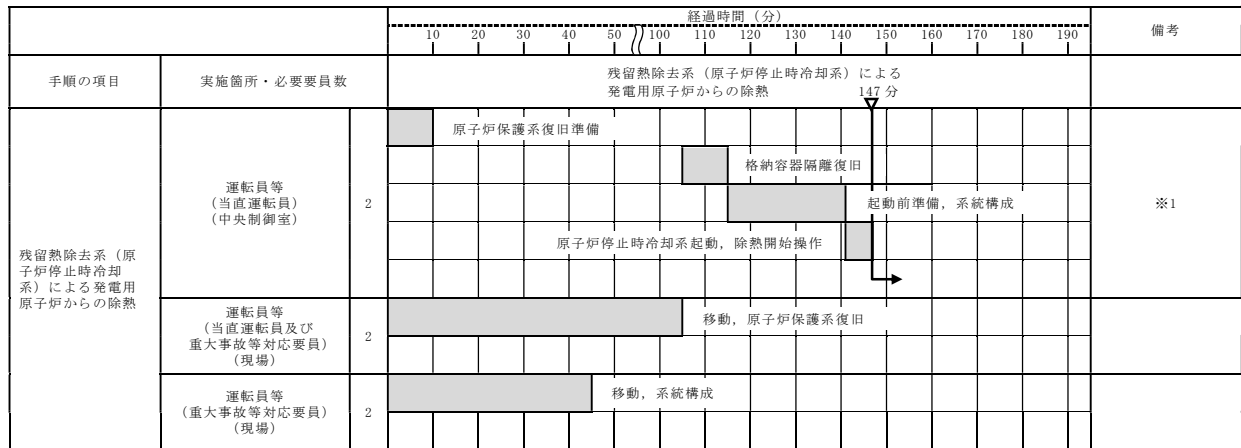 経過時間（分）
備考
10 20 30 40 50 100 110 120 130 140 150 160 170 180 190
手順の項目
実施箇所・必要要員数
残留熱除去系（原子炉停止時冷却系）による
発電用原子炉からの除熱 147分
残留熱除去系（原
子炉停止時冷却
系）による発電用
原子炉からの除熱
運転員等
（当直運転員）
（中央制御室）
2
原子炉保護系復旧準備
格納容器隔離復旧
起動前準備，系統構成
原子炉停止時冷却系起動，除熱開始操作
※1
運転員等
（当直運転員及び
重大事故等対応要員）
（現場）
2
移動，原子炉保護系復旧
運転員等
（重大事故等対応要員）
（現場）
2
移動，系統構成